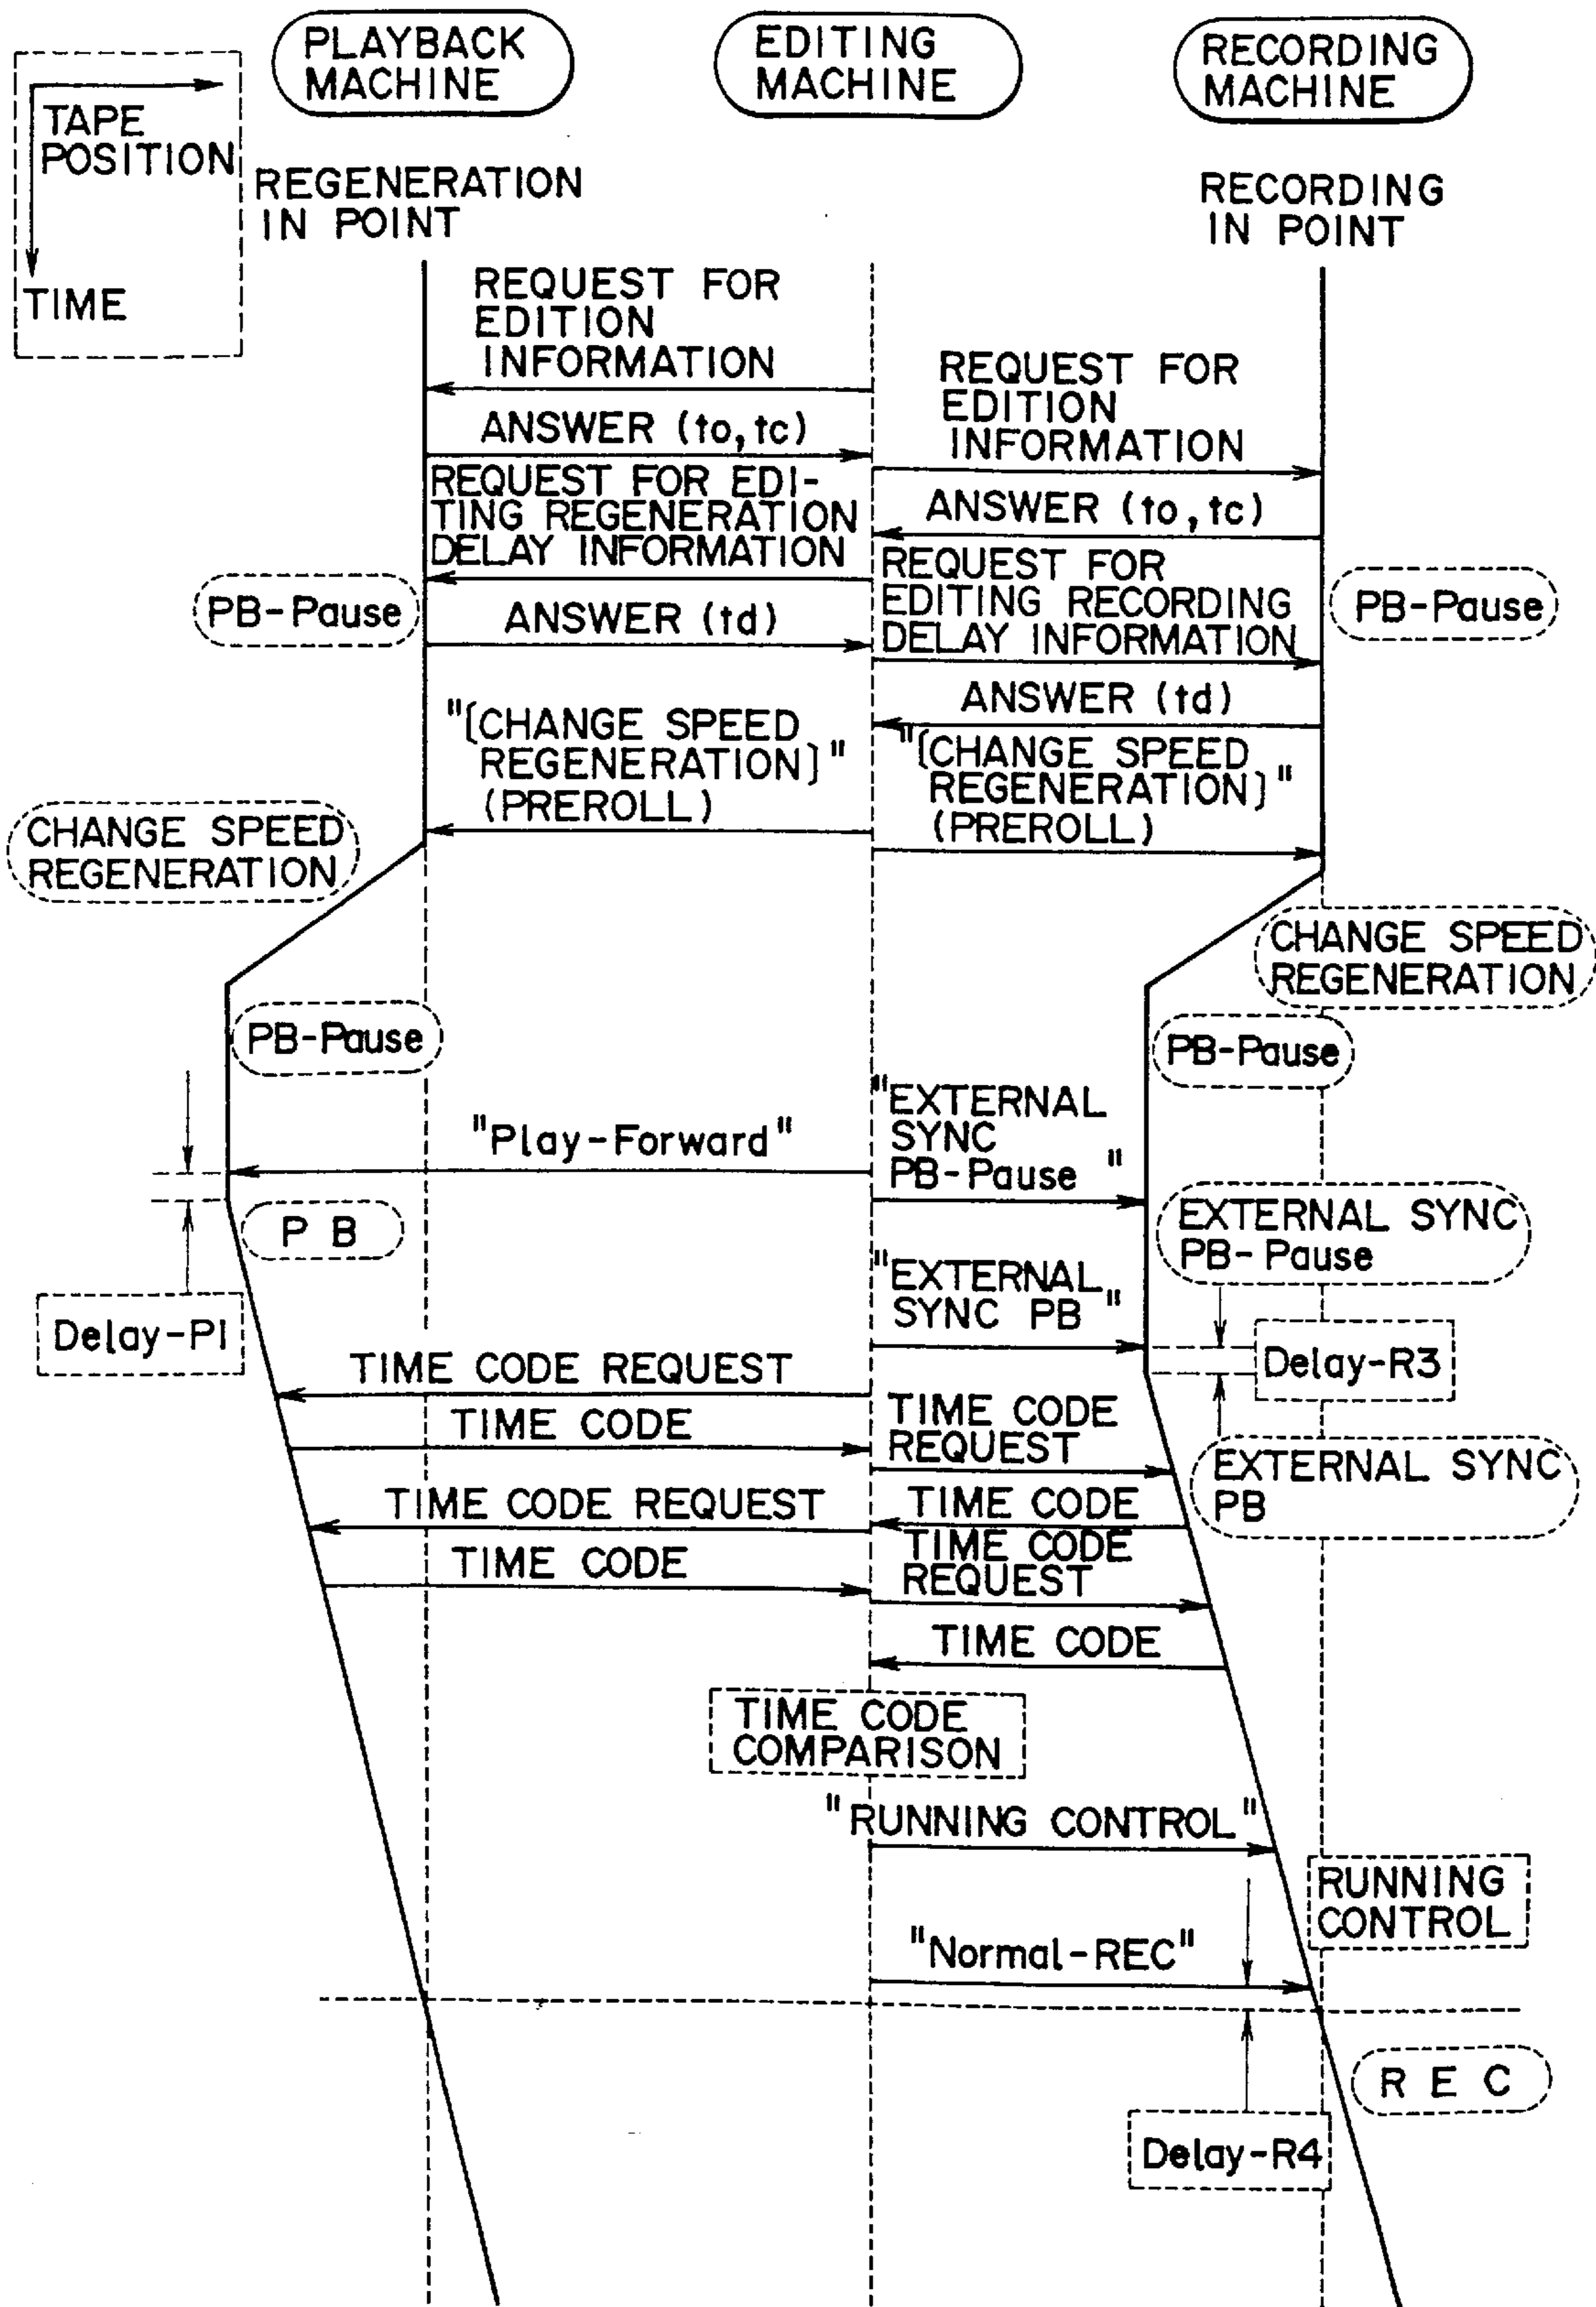 PLAYBACK
MACHINE
EDITING
MACHINE
RECORDING
MACHINE
TAPE
POSITION
TIME
REGENERATION
IN POINT
RECORDING
IN POINT
REQUEST FOR
EDITION
INFORMATION
REQUEST FOR
EDITION
INFORMATION
ANSWER (to, tc)
REQUEST FOR EDI-
TING REGENERATION
DELAY INFORMATION
ANSWER (to, tc)
REQUEST FOR
EDITING RECORDING
DELAY INFORMATION
PB-Pause
PB-Pause
ANSWER (td)
ANSWER (td)
"[CHANGE SPEED
REGENERATION]"
(PREROLL)
"[CHANGE SPEED
REGENERATION]"
(PREROLL)
CHANGE SPEED
REGENERATION
CHANGE SPEED
REGENERATION
PB-Pause
PB-Pause
"Play-Forward"
"EXTERNAL
SYNC
PB-Pause "
P B
EXTERNAL SYNC
PB-Pause
"EXTERNAL
SYNC PB "
Delay-P1
Delay-R3
TIME CODE REQUEST
TIME CODE
TIME CODE
REQUEST
EXTERNAL SYNC
PB
TIME CODE REQUEST
TIME CODE
TIME CODE
TIME CODE
REQUEST
TIME CODE
TIME CODE
COMPARISON
"RUNNING CONTROL"
RUNNING
CONTROL
"Normal-REC"
R E C
Delay-R4